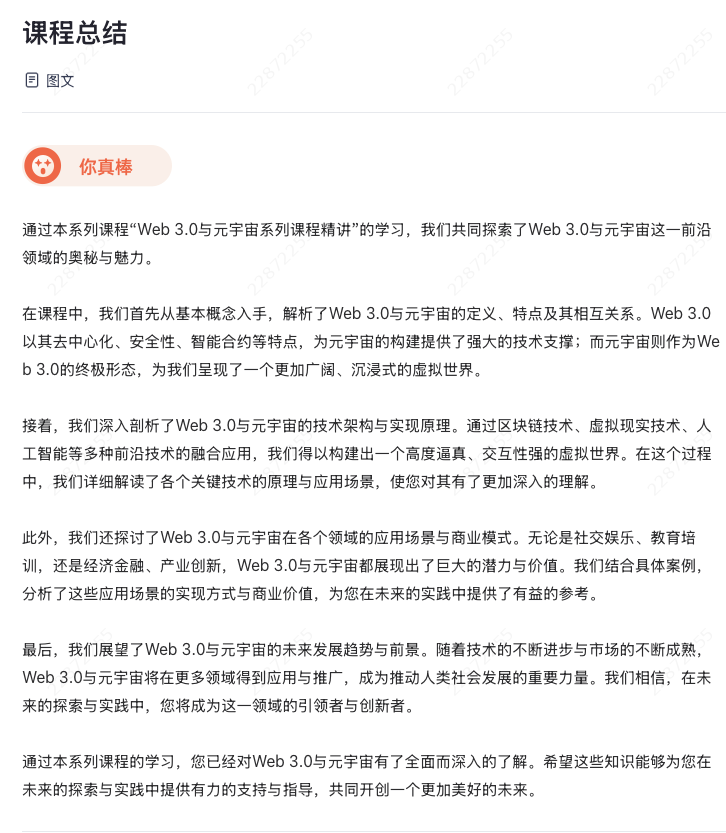 课程总结
图文
你真棒
通过本系列课程“Web 3.0与元宇宙系列课程精讲”的学习，我们共同探索了Web 3.0与元宇宙这一前沿
领域的奥秘与魅力。
在课程中，我们首先从基本概念入手，解析了Web 3.0与元宇宙的定义、特点及其相互关系。Web 3.0
以其去中心化、安全性、智能合约等特点，为元宇宙的构建提供了强大的技术支撑；而元宇宙则作为We
b 3.0的终极形态，为我们呈现了一个更加广阔、沉浸式的虚拟世界。
接着，我们深入剖析了Web 3.0与元宇宙的技术架构与实现原理。通过区块链技术、虚拟现实技术、人
工智能等多种前沿技术的融合应用，我们得以构建出一个高度逼真、交互性强的虚拟世界。在这个过程
中，我们详细解读了各个关键技术的原理与应用场景，使您对其有了更加深入的理解。
此外，我们还探讨了Web 3.0与元宇宙在各个领域的应用场景与商业模式。无论是社交娱乐、教育培
训，还是经济金融、产业创新，Web 3.0与元宇宙都展现出了巨大的潜力与价值。我们结合具体案例，
分析了这些应用场景的实现方式与商业价值，为您在未来的实践中提供了有益的参考。
最后，我们展望了Web 3.0与元宇宙的未来发展趋势与前景。随着技术的不断进步与市场的不断成熟，
Web 3.0与元宇宙将在更多领域得到应用与推广，成为推动人类社会发展的重要力量。我们相信，在未
来的探索与实践中，您将成为这一领域的引领者与创新者。
通过本系列课程的学习，您已经对Web 3.0与元宇宙有了全面而深入的了解。希望这些知识能够为您在
未来的探索与实践中提供有力的支持与指导，共同开创一个更加美好的未来。
22872255